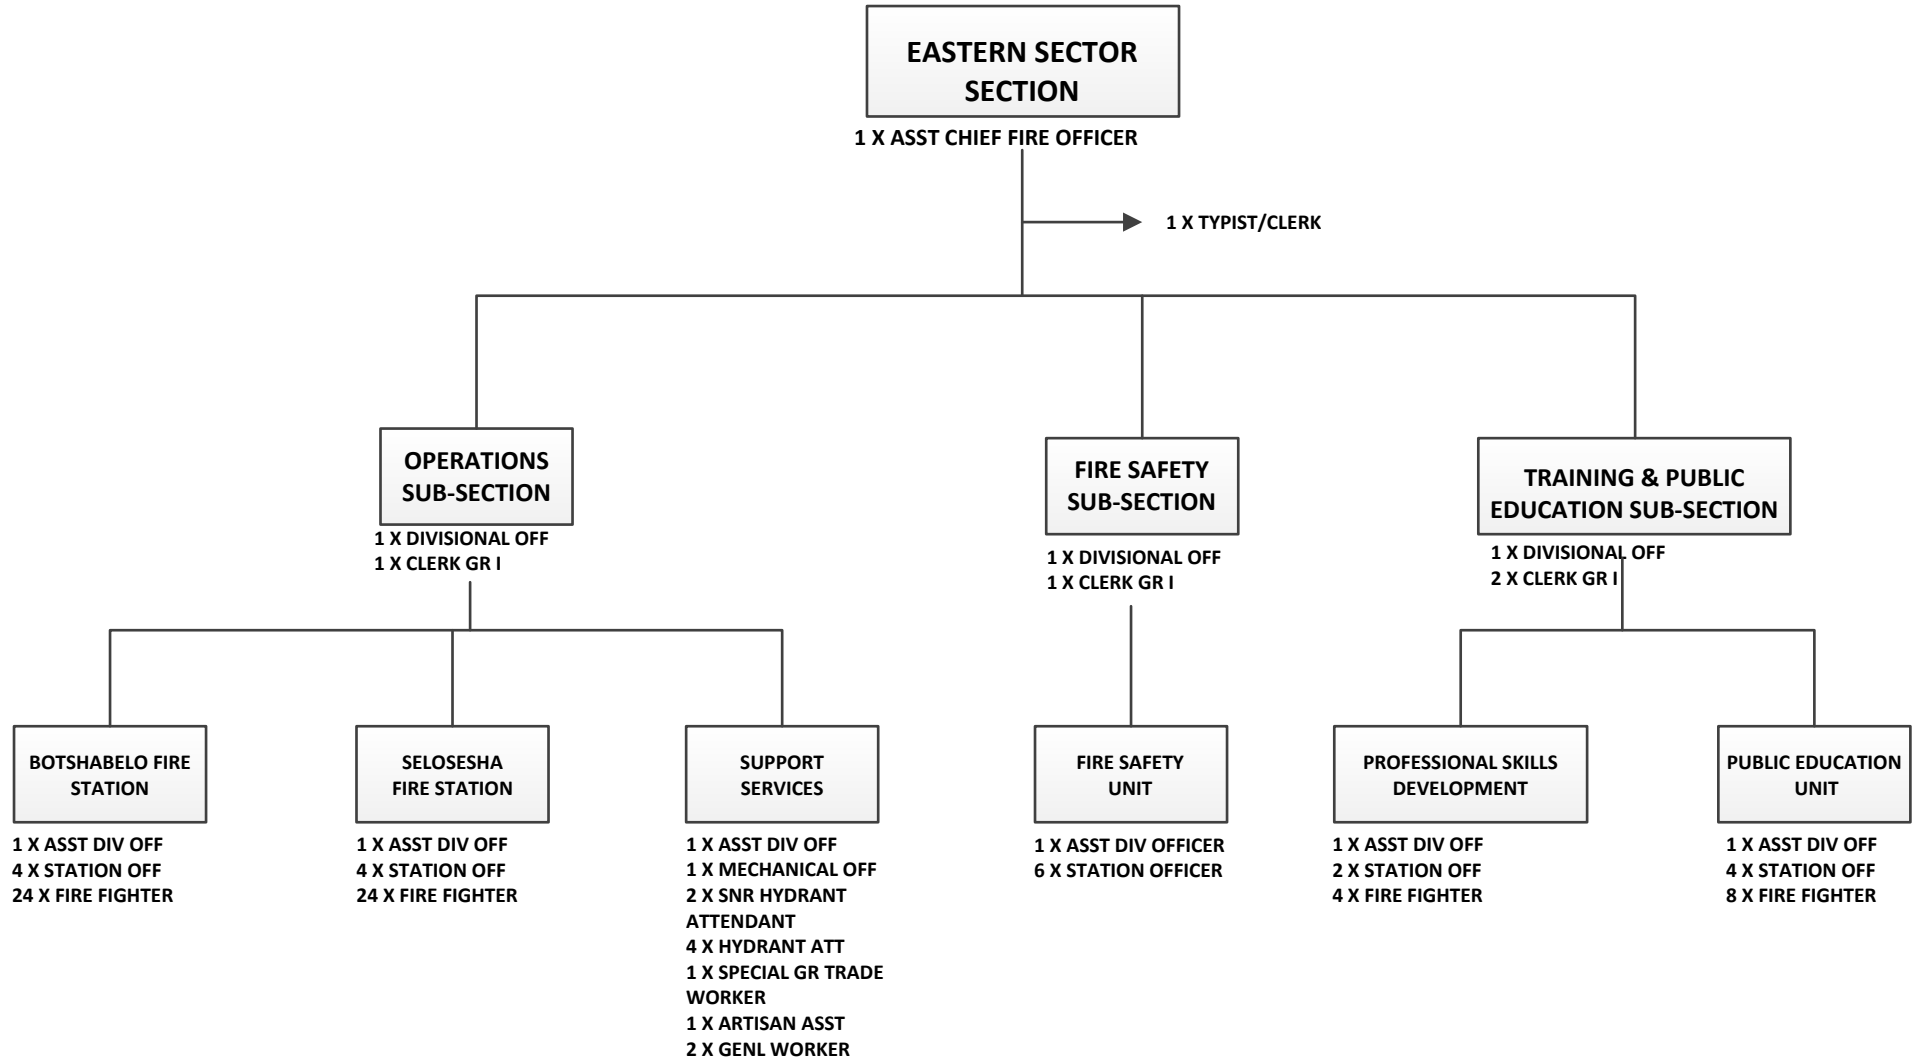 EASTERN SECTOR
SECTION
1 X ASST CHIEF FIRE OFFICER
1 X TYPIST/CLERK
OPERATIONS
SUB-SECTION
1 X DIVISIONAL OFF
1 X CLERK GR I
FIRE SAFETY
SUB-SECTION
1 X DIVISIONAL OFF
1 X CLERK GR I
TRAINING & PUBLIC
EDUCATION SUB-SECTION
1 X DIVISIONAL OFF
2 X CLERK GR I
BOTSHABELO FIRE
STATION
1 X ASST DIV OFF
4 X STATION OFF
24 X FIRE FIGHTER
SELOSESHA
FIRE STATION
1 X ASST DIV OFF
4 X STATION OFF
24 X FIRE FIGHTER
SUPPORT
SERVICES
1 X ASST DIV OFF
1 X MECHANICAL OFF
2 X SNR HYDRANT
ATTENDANT
4 X HYDRANT ATT
1 X SPECIAL GR TRADE
WORKER
1 X ARTISAN ASST
2 X GENL WORKER
FIRE SAFETY
UNIT
1 X ASST DIV OFFICER
6 X STATION OFFICER
PROFESSIONAL SKILLS
DEVELOPMENT
1 X ASST DIV OFF
2 X STATION OFF
4 X FIRE FIGHTER
PUBLIC EDUCATION
UNIT
1 X ASST DIV OFF
4 X STATION OFF
8 X FIRE FIGHTER